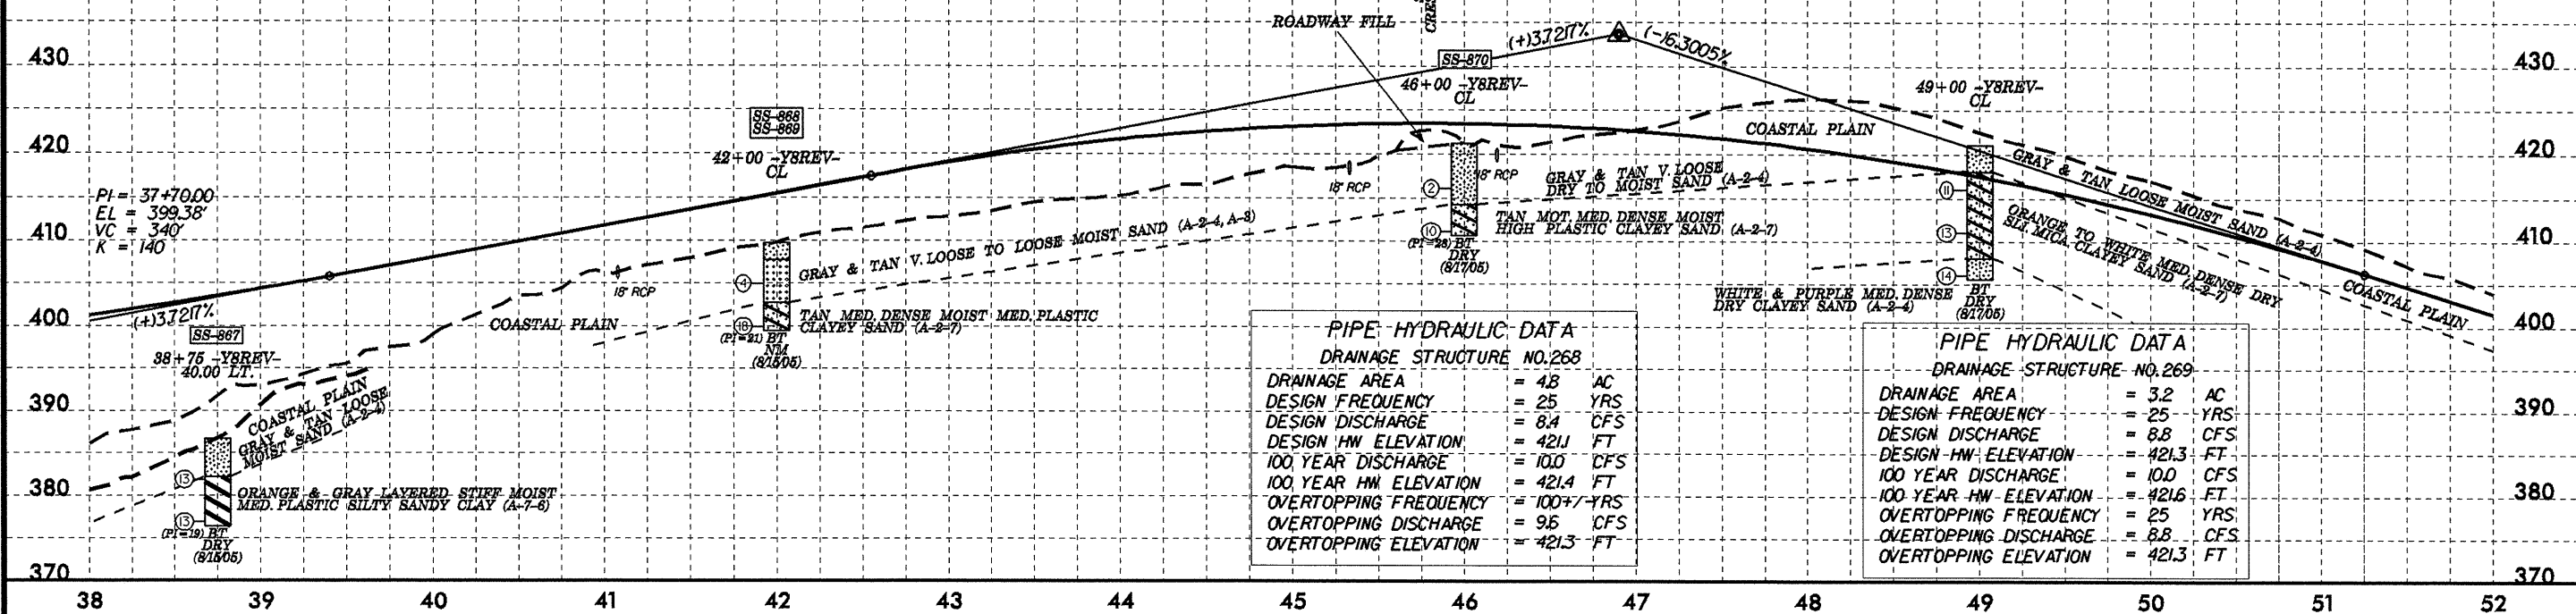 ROADWAY FILL
CRES
(+)3.7217%
(-)6.3005%
430
430
SS-870
46+00 -Y8REV-
CL
49+00 -Y8REV-
CL
SS-868
SS-869
42+00 -Y8REV-
CL
COASTAL PLAIN
420
420
PI = 37+70.00
EL = 399.38'
VC = 340'
K = 140
18" RCP
18" RCP
GRAY & TAN V. LOOSE
DRY TO MOIST SAND (A-2-4)
GRAY & TAN LOOSE MOIST SAND (A-2-4)
2
11
410
410
GRAY & TAN V. LOOSE TO LOOSE MOIST SAND (A-2-4, A-3)
TAN MOT. MED. DENSE MOIST
HIGH PLASTIC CLAYEY SAND (A-2-7)
ORANGE TO WHITE MED. DENSE DRY
SLI. MICA. CLAYEY SAND (A-2-7)
10
13
(PI=28) BT
DRY
(8/17/05)
18" RCP
4
14
WHITE & PURPLE MED. DENSE
DRY CLAYEY SAND (A-2-4)
BT
DRY
(8/17/05)
COASTAL PLAIN
400
400
(+)3.7217%
COASTAL PLAIN
TAN MED. DENSE MOIST MED. PLASTIC
CLAYEY SAND (A-2-7)
18
(PI=21) BT
NM
(8/15/05)
SS-867
38+75 -Y8REV-
40.00 LT.
390
390
COASTAL PLAIN
GRAY & TAN LOOSE
MOIST SAND (A-2-4)
13
380
380
ORANGE & GRAY LAYERED STIFF MOIST
MED. PLASTIC SILTY SANDY CLAY (A-7-6)
13
(PI=19) BT
DRY
(8/15/05)
PIPE HYDRAULIC DATA
DRAINAGE STRUCTURE NO. 268
DRAINAGE AREA = 4.8 AC
DESIGN FREQUENCY = 25 YRS
DESIGN DISCHARGE = 8.4 CFS
DESIGN HW ELEVATION = 421.1 FT
100 YEAR DISCHARGE = 10.0 CFS
100 YEAR HW ELEVATION = 421.4 FT
OVERTOPPING FREQUENCY = 100+/- YRS
OVERTOPPING DISCHARGE = 9.6 CFS
OVERTOPPING ELEVATION = 421.3 FT
PIPE HYDRAULIC DATA
DRAINAGE STRUCTURE NO. 269
DRAINAGE AREA = 3.2 AC
DESIGN FREQUENCY = 25 YRS
DESIGN DISCHARGE = 8.8 CFS
DESIGN HW ELEVATION = 421.3 FT
100 YEAR DISCHARGE = 10.0 CFS
100 YEAR HW ELEVATION = 421.6 FT
OVERTOPPING FREQUENCY = 25 YRS
OVERTOPPING DISCHARGE = 8.8 CFS
OVERTOPPING ELEVATION = 421.3 FT
370
370
38 39 40 41 42 43 44 45 46 47 48 49 50 51 52